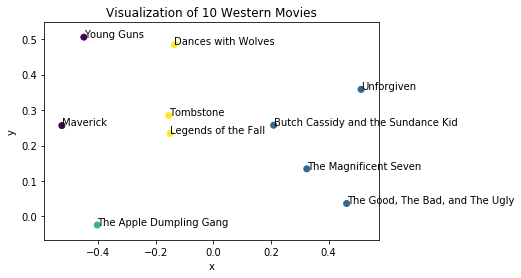 Visualization of 10 Western Movies
Young Guns
Dances with Wolves
Unforgiven
Tombstone
Maverick
Butch Cassidy and the Sundance Kid
Legends of the Fall
The Magnificent Seven
The Good, The Bad, and The Ugly
The Apple Dumpling Gang
y
0.5
0.4
0.3
0.2
0.1
0.0
−0.4
−0.2
0.0
0.2
0.4
x